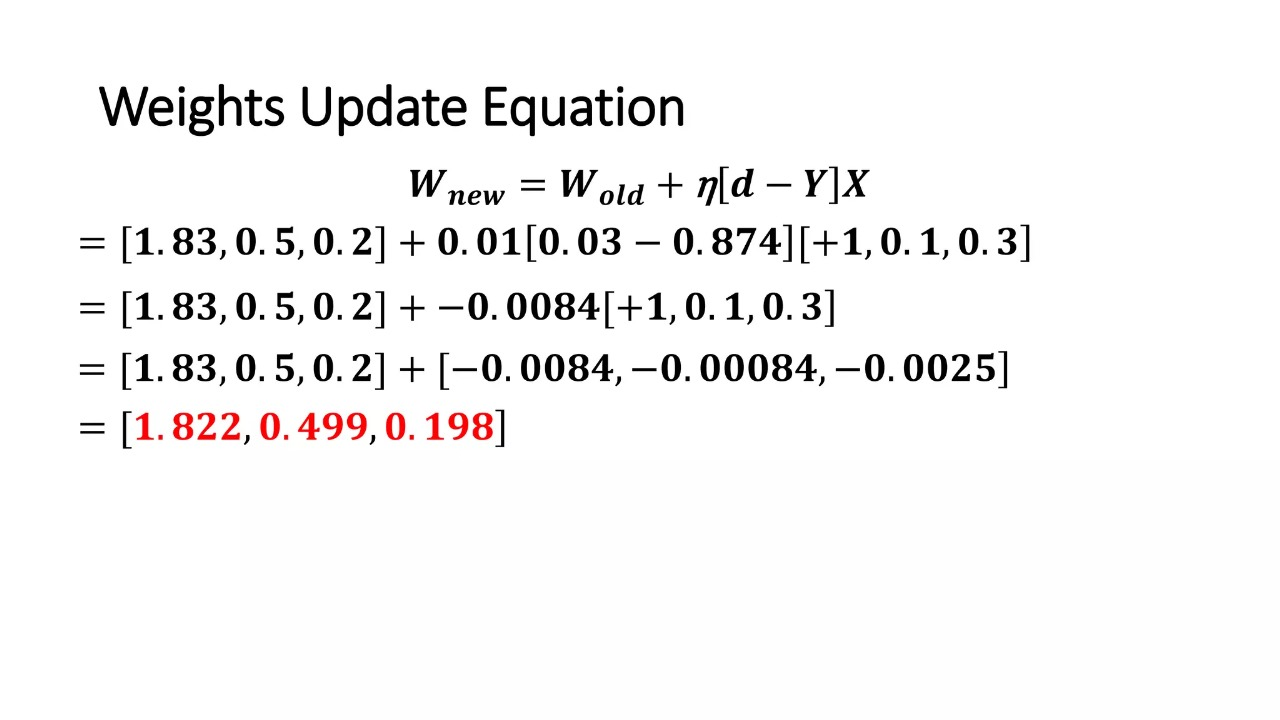 Weights Update Equation
W_new = W_old + η[d − Y]X
= [1.83, 0.5, 0.2] + 0.01[0.03 − 0.874][+1, 0.1, 0.3]
= [1.83, 0.5, 0.2] + −0.0084[+1, 0.1, 0.3]
= [1.83, 0.5, 0.2] + [−0.0084, −0.00084, −0.0025]
= [1.822, 0.499, 0.198]